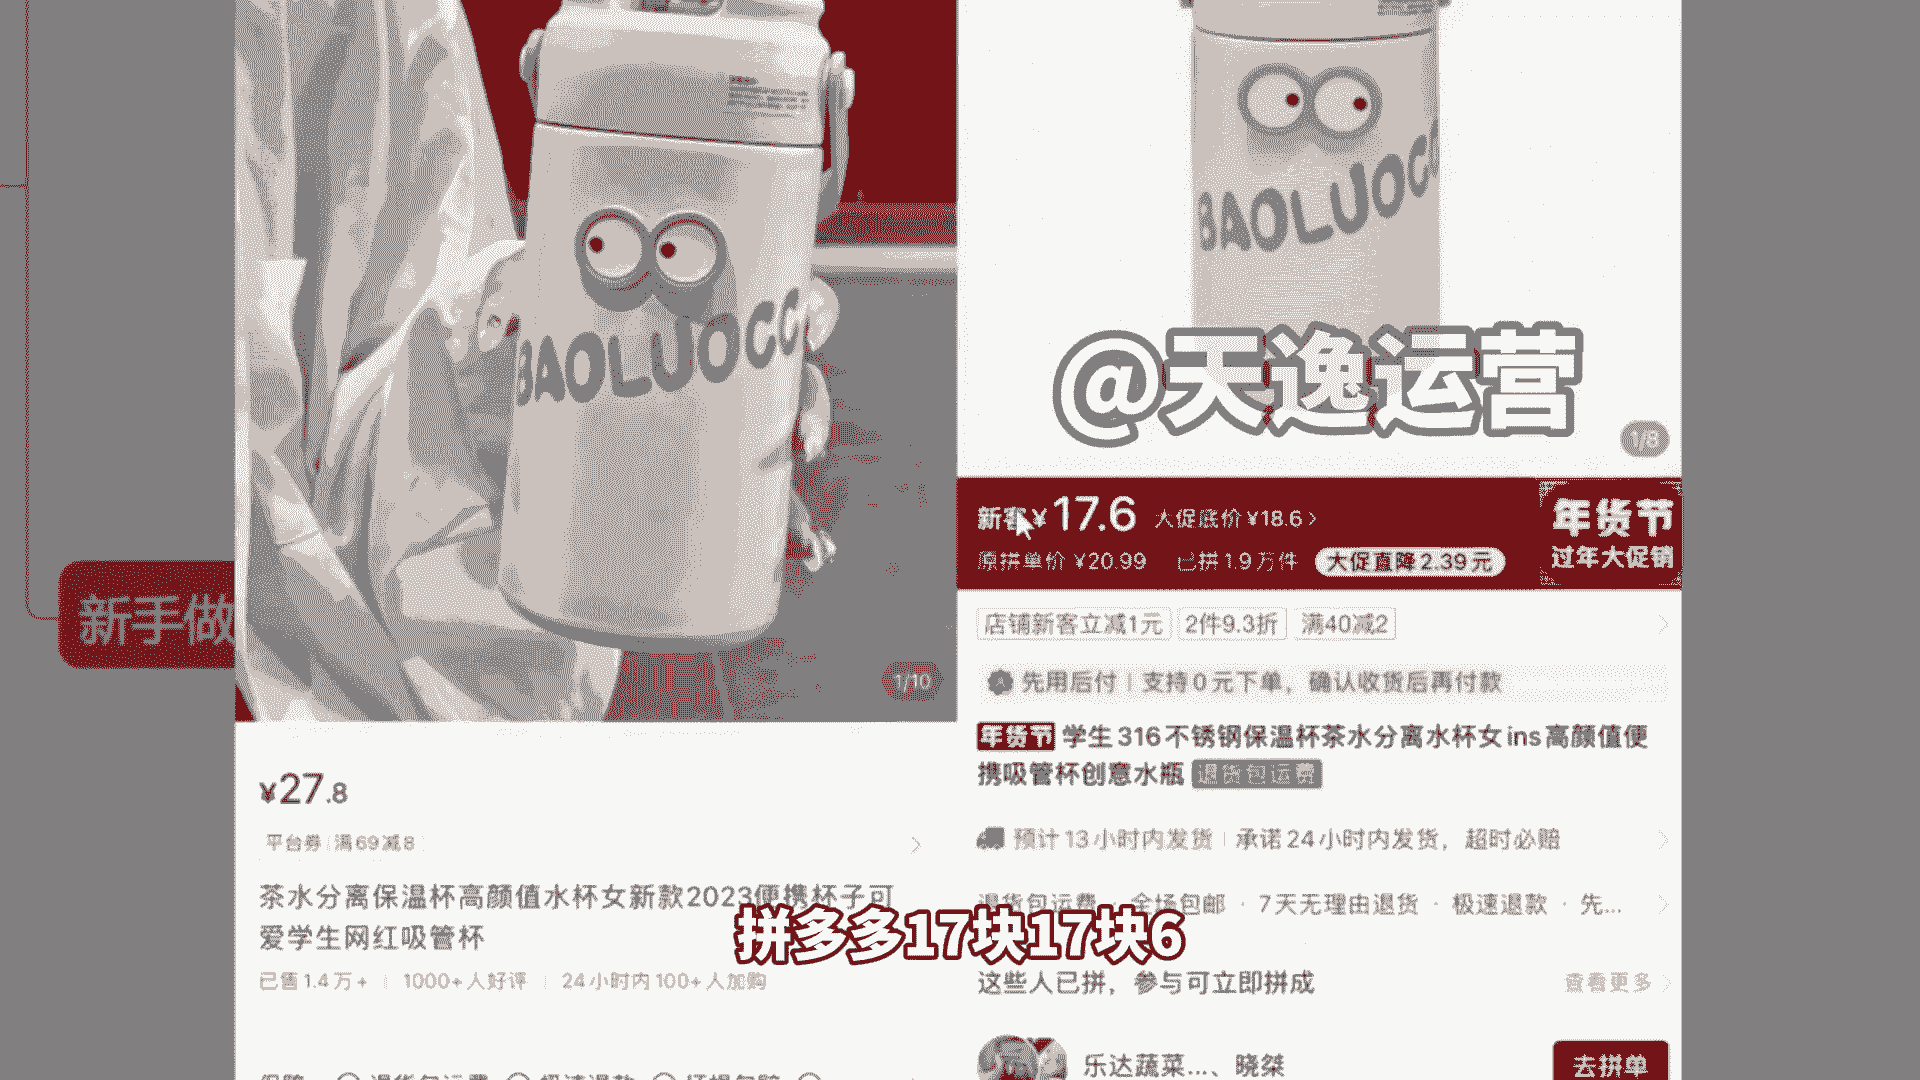 BAOLUOCO
BAOLUOC
@天逸运营
1/8
新客¥17.6 大促底价¥18.6
原拼单价 ¥20.99 已拼1.9万件 大促直降2.39元
年货节
过年大促销
新手做
店铺新客立减1元 2件9.3折 满40减2
1/10
先用后付 | 支持0元下单，确认收货后再付款
年货节 学生316不锈钢保温杯茶水分离水杯女ins高颜值便
携吸管杯创意水瓶 退货包运费
¥27.8
平台券 满69减8
预计13小时内发货 | 承诺24小时内发货，超时必赔
茶水分离保温杯高颜值水杯女新款2023便携杯子可
爱学生网红吸管杯
退货包运费 · 全场包邮 · 7天无理由退货 · 极速退款 · 先...
拼多多17块17块6
已售1.4万+ | 1000+人好评 | 24小时内100+人加购
这些人已拼，参与可立即拼成 查看更多
乐达蔬菜...、晓桀
去拼单